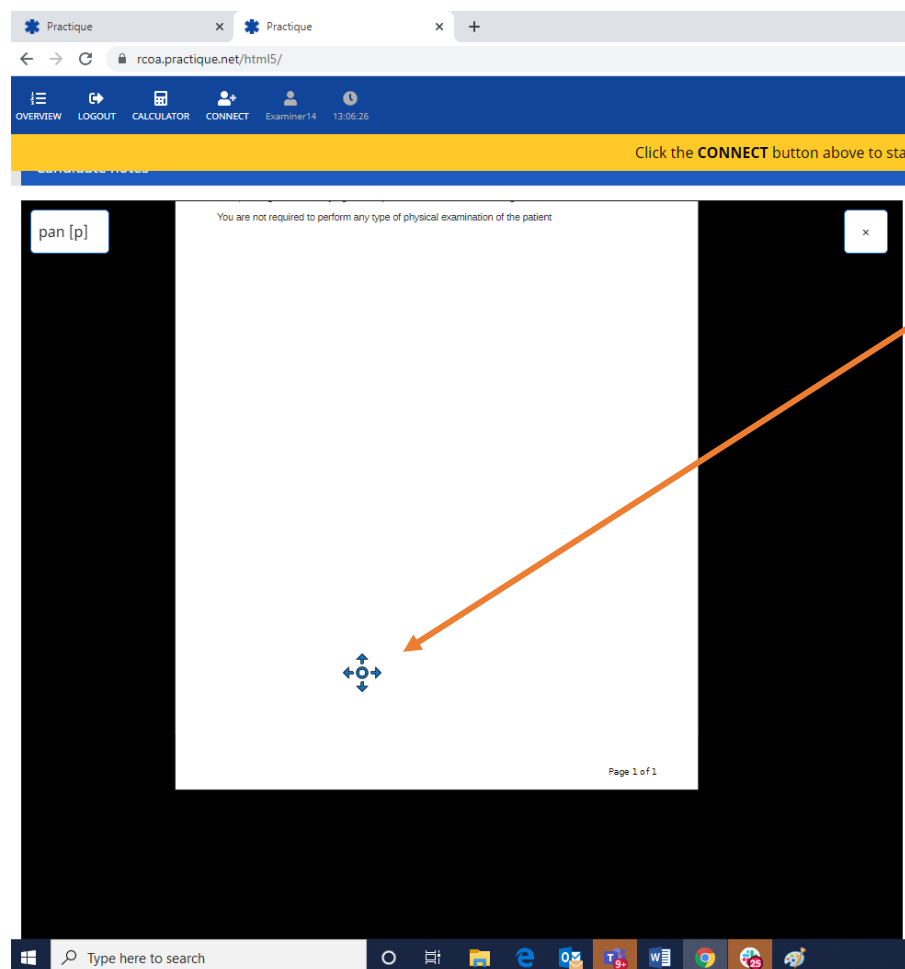 Practique × Practique × +
rcoa.practique.net/html5/
OVERVIEW LOGOUT CALCULATOR CONNECT Examiner14 13:06:26
Click the CONNECT button above to sta
pan [p] ×
You are not required to perform any type of physical examination of the patient
Page 1 of 1
Type here to search
9+ 25